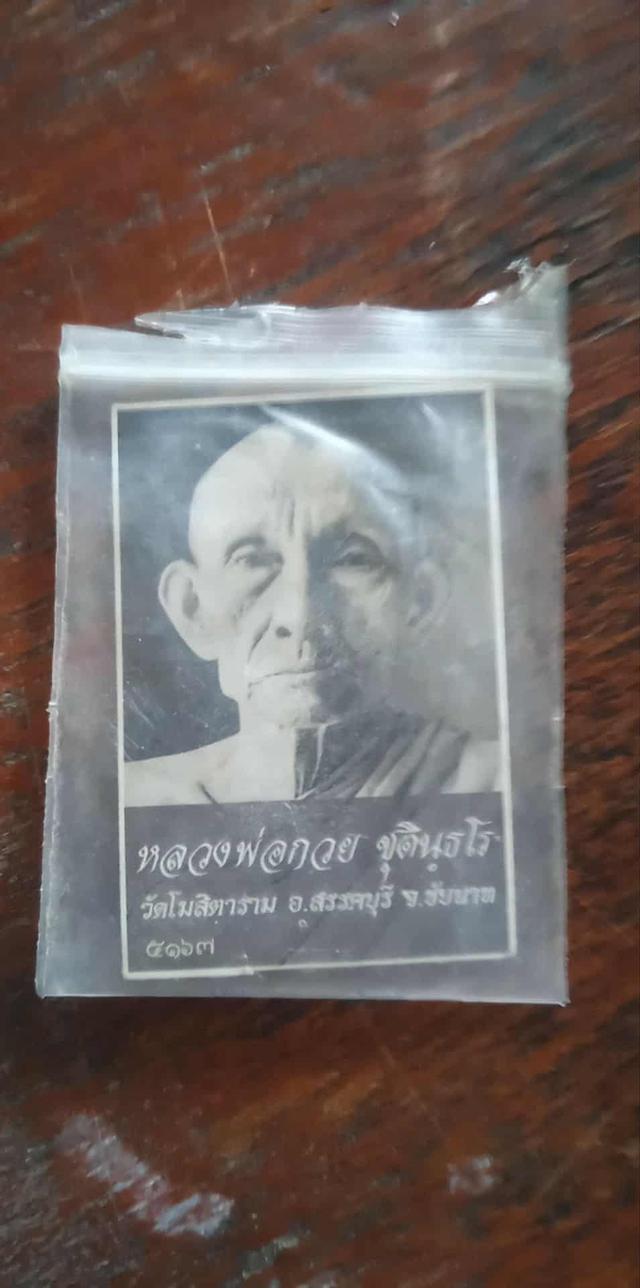 หลวงพ่อกวย ชุตินฺธโร
วัดโฆสิตาราม อ.สรรคบุรี จ.ชัยนาท
๕๑๖๓